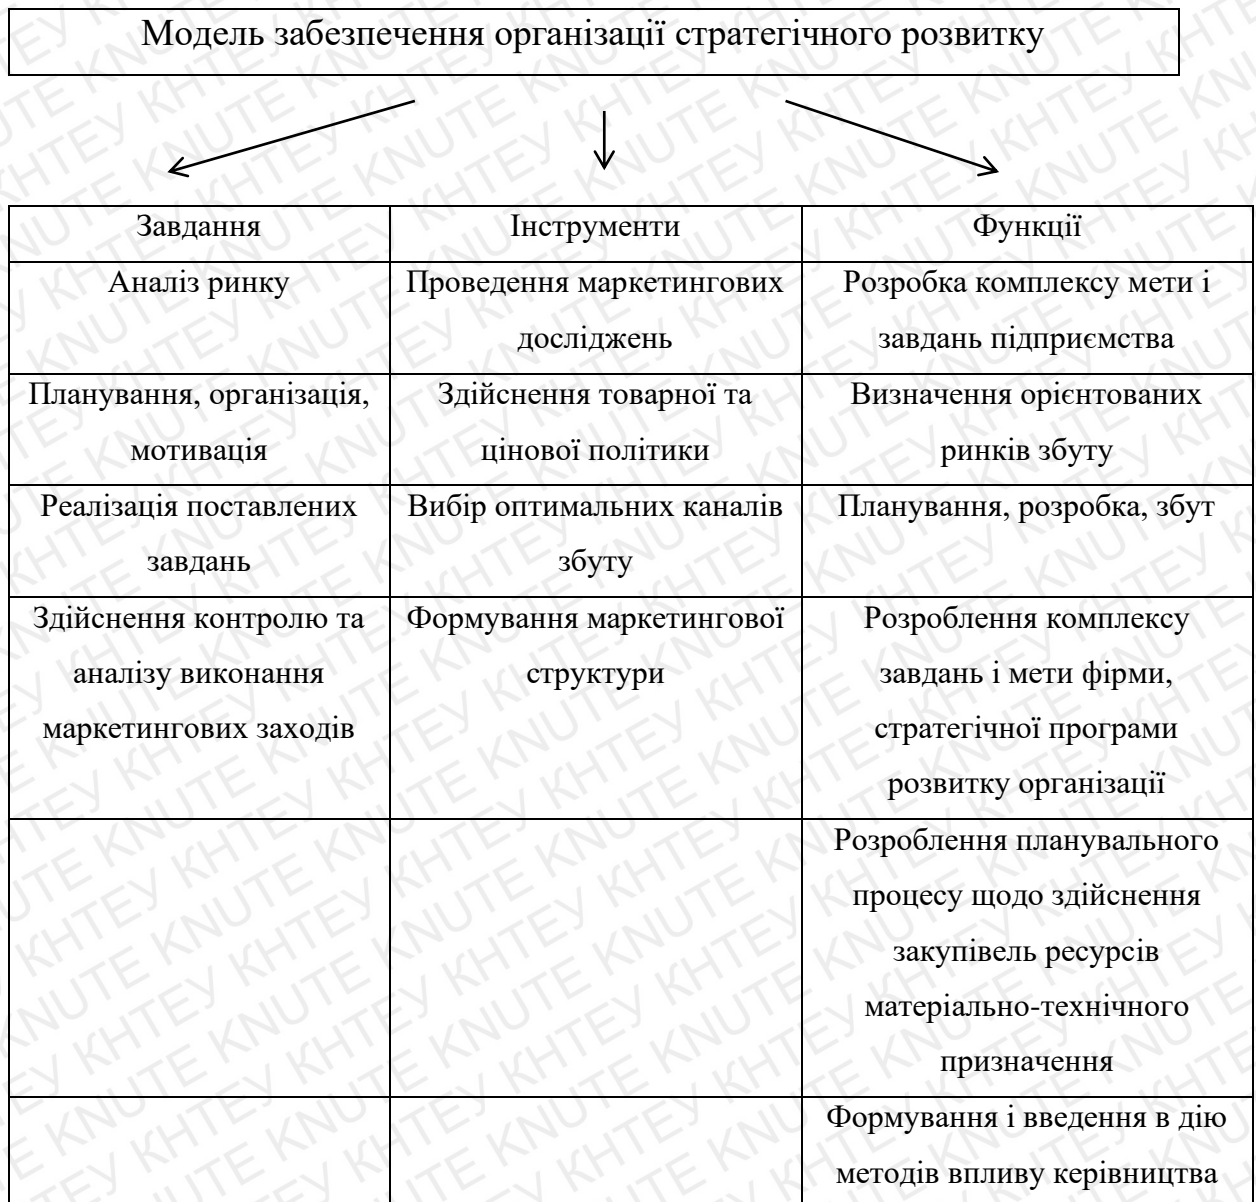 Модель забезпечення організації стратегічного розвитку
Завдання
Інструменти
Функції
Аналіз ринку
Проведення маркетингових
досліджень
Розробка комплексу мети і
завдань підприємства
Планування, організація,
мотивація
Здійснення товарної та
цінової політики
Визначення орієнтованих
ринків збуту
Реалізація поставлених
завдань
Вибір оптимальних каналів
збуту
Планування, розробка, збут
Здійснення контролю та
аналізу виконання
маркетингових заходів
Формування маркетингової
структури
Розроблення комплексу
завдань і мети фірми,
стратегічної програми
розвитку організації
Розроблення планувального
процесу щодо здійснення
закупівель ресурсів
матеріально-технічного
призначення
Формування і введення в дію
методів впливу керівництва